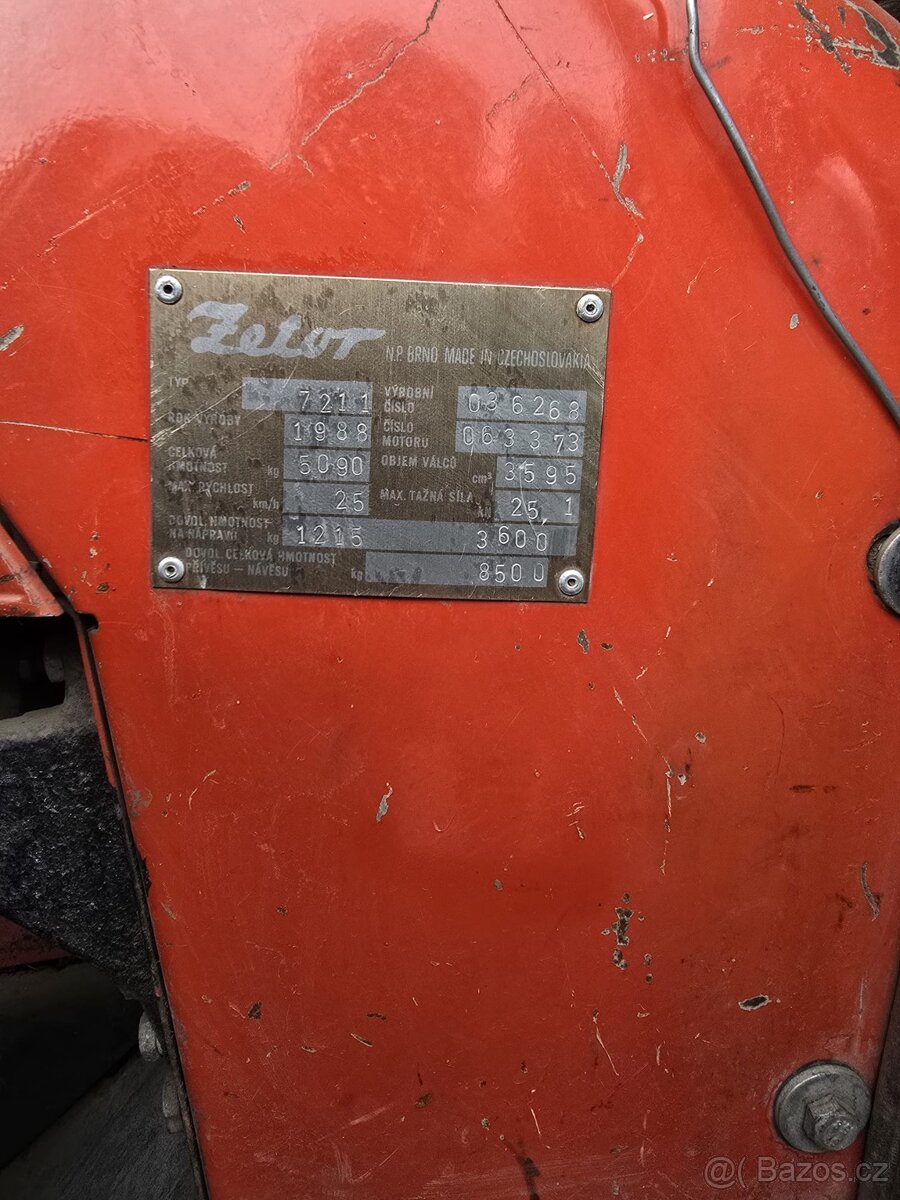 Zetor
N.P. BRNO MADE IN CZECHOSLOVAKIA
TYP 7211 VÝROBNÍ ČÍSLO 036268
ROK VÝROBY 1988 ČÍSLO MOTORU 063373
CELKOVÁ HMOTNOST kg 5090 OBJEM VÁLCŮ cm³ 3595
MAX. RYCHLOST km/h 25 MAX. TAŽNÁ SÍLA kN 25,1
DOVOL. HMOTNOST NA NÁPRAVU kg 1215 3600
DOVOL. CELKOVÁ HMOTNOST
PŘÍVĚSU — NÁVĚSU kg 8500
@( Bazos.cz